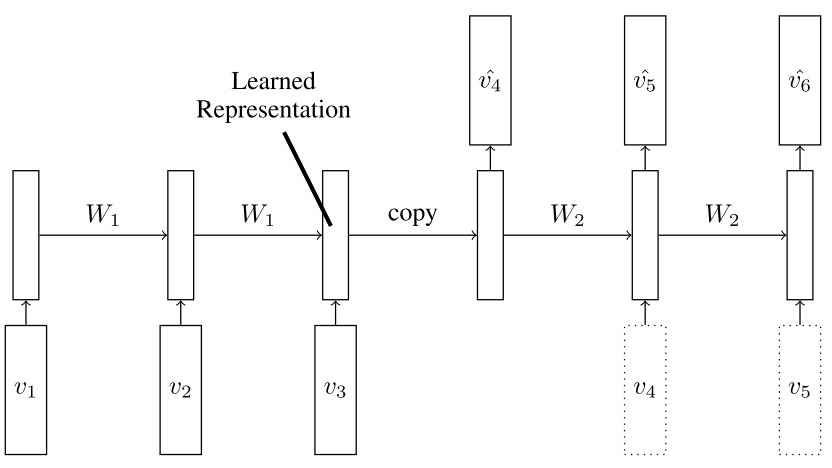 v̂₄ v̂₅ v̂₆
Learned
Representation
W₁ W₁ copy W₂ W₂
v₁ v₂ v₃ v₄ v₅